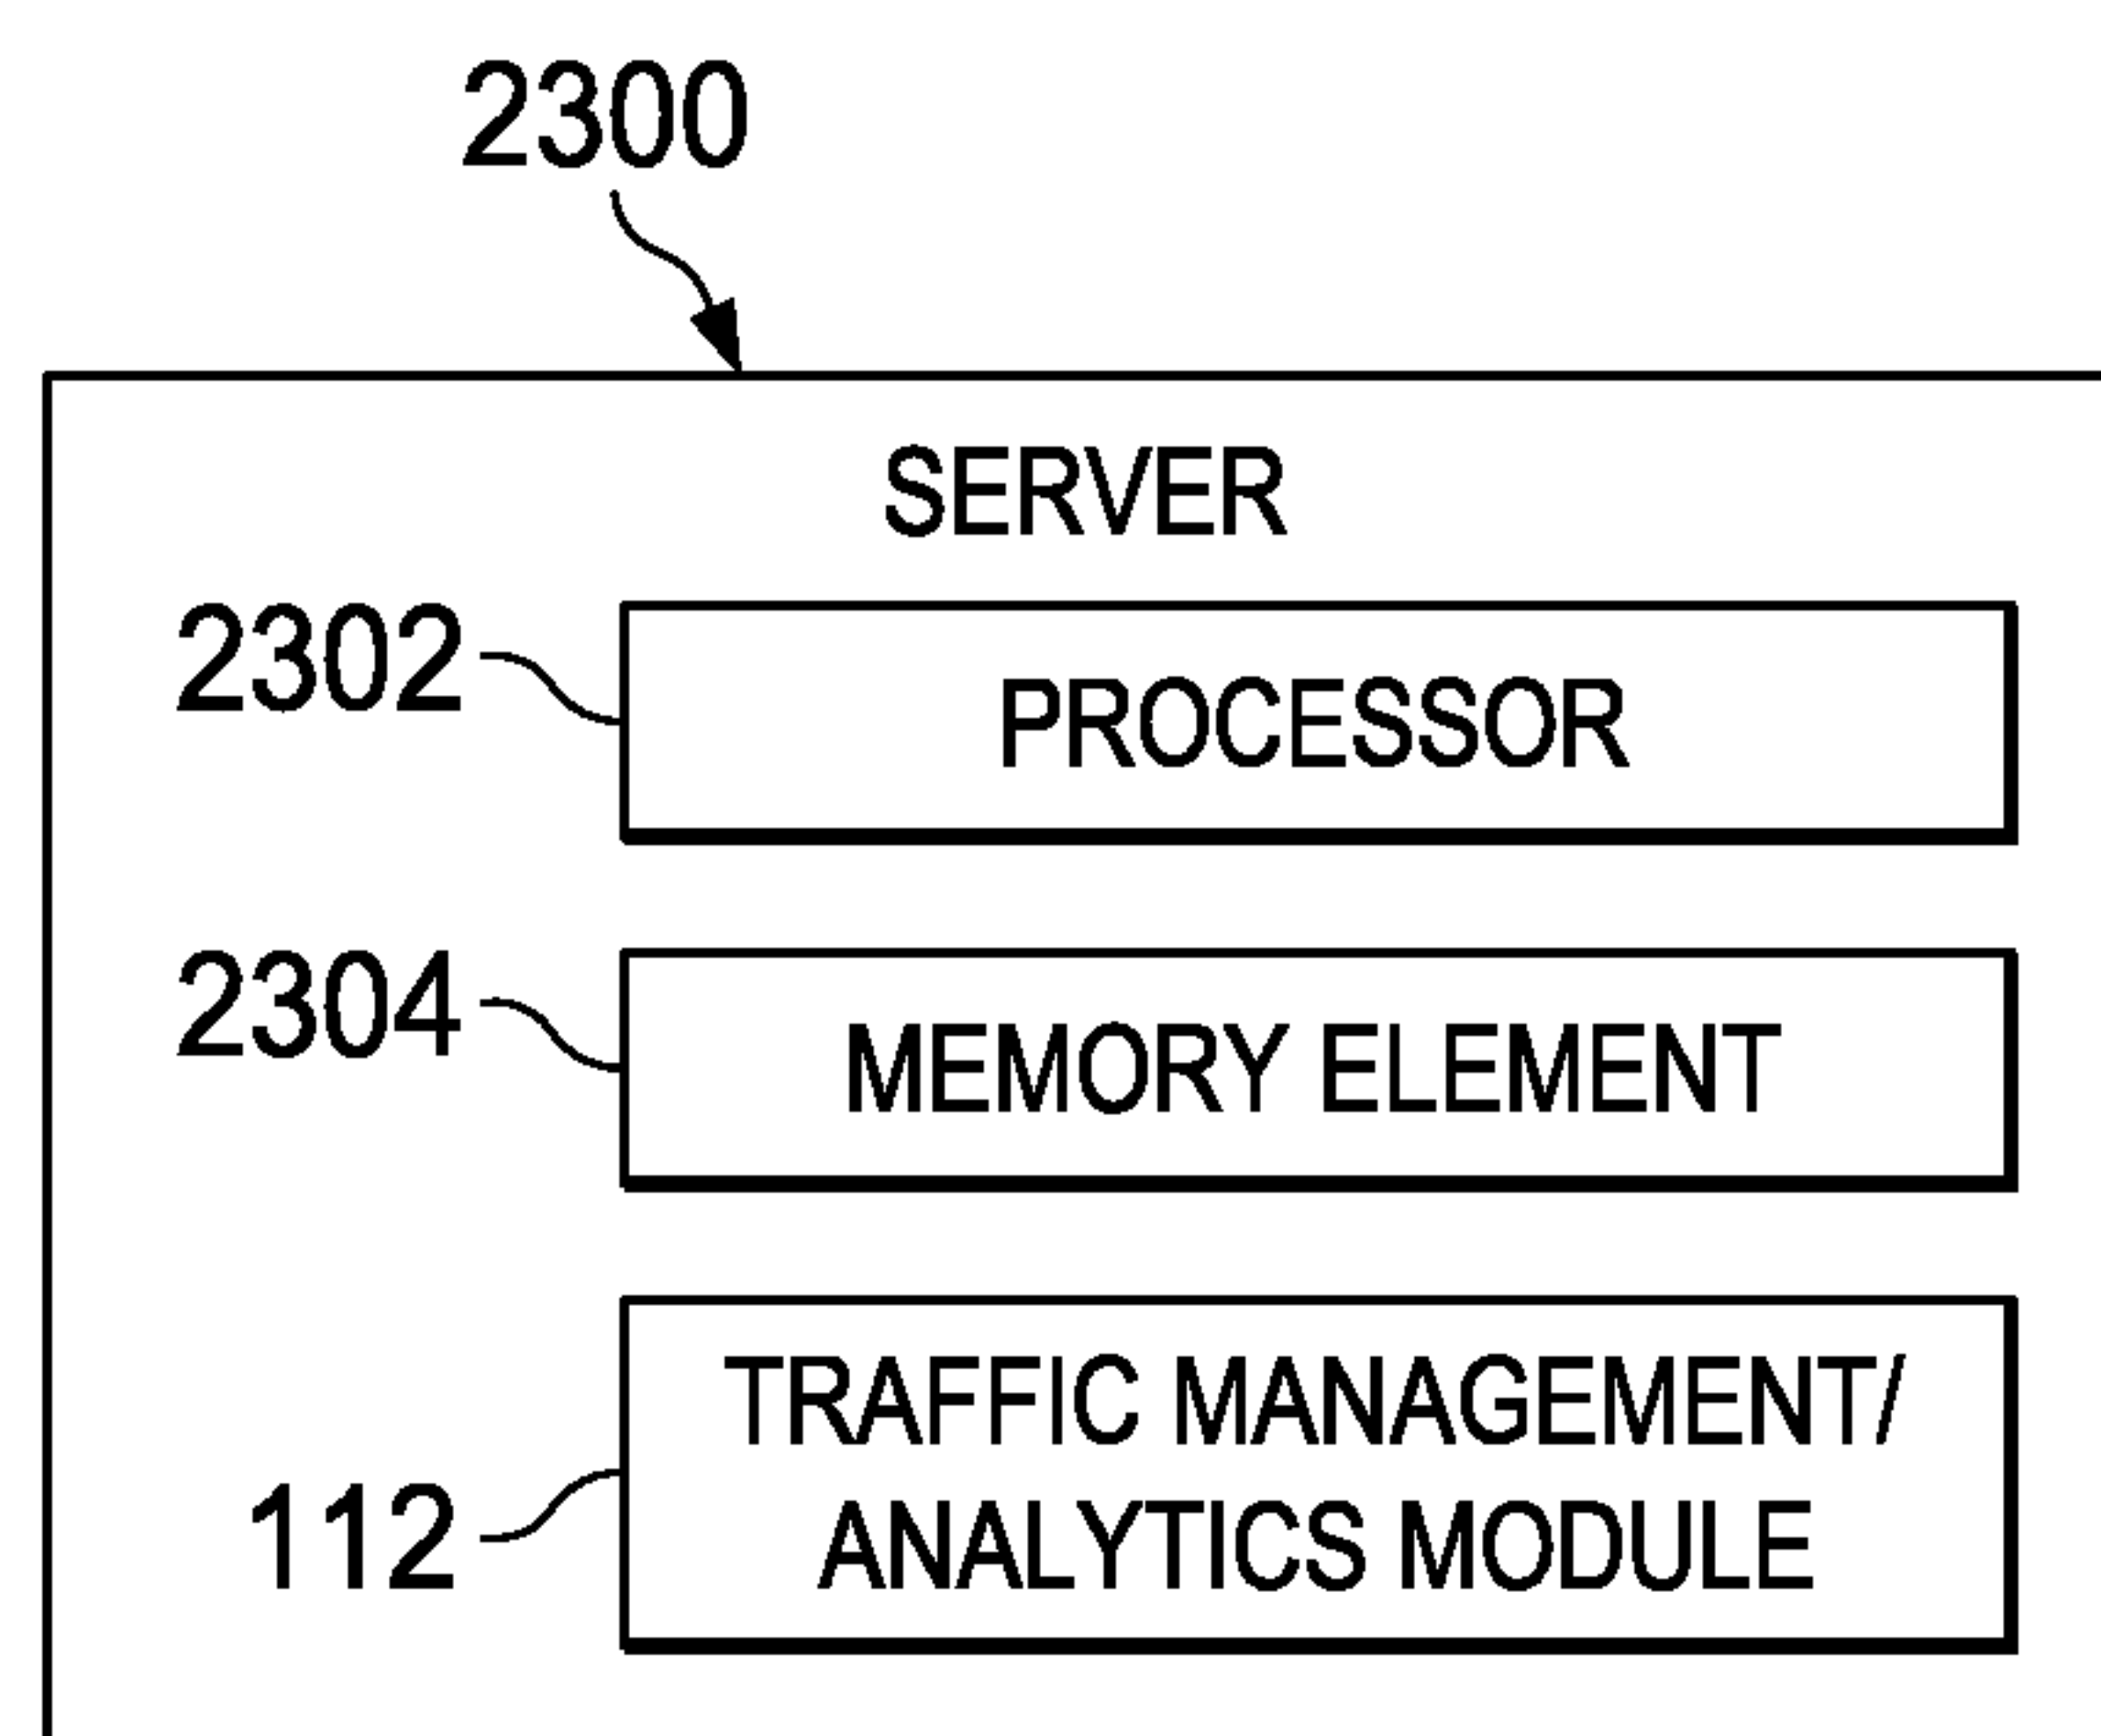 2300
SERVER
2302
PROCESSOR
2304
MEMORY ELEMENT
TRAFFIC MANAGEMENT/
112
ANALYTICS MODULE